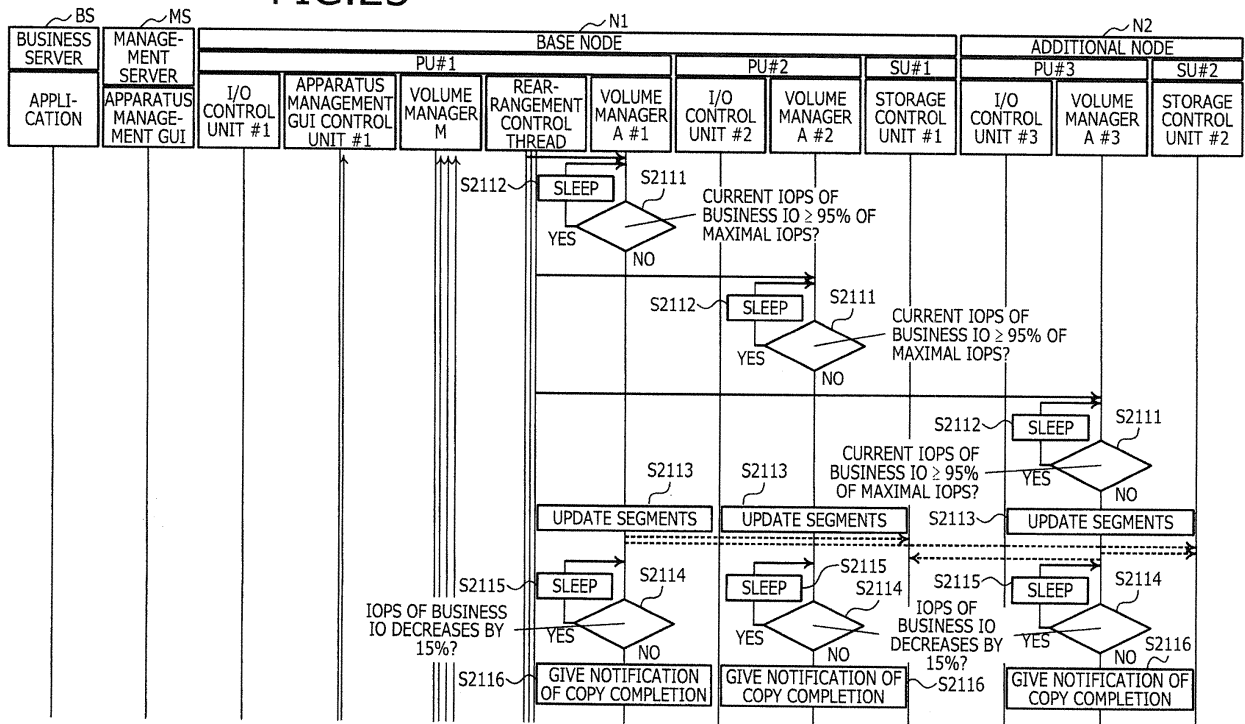 FIG.25
BS
MS
N1
N2
BUSINESS
SERVER
MANAGE-
MENT
SERVER
BASE NODE
ADDITIONAL NODE
PU#1
PU#2
SU#1
PU#3
SU#2
APPLI-
CATION
APPARATUS
MANAGE-
MENT GUI
I/O
CONTROL
UNIT #1
APPARATUS
MANAGEMENT
GUI CONTROL
UNIT #1
VOLUME
MANAGER
M
REAR-
RANGEMENT
CONTROL
THREAD
VOLUME
MANAGER
A #1
I/O
CONTROL
UNIT #2
VOLUME
MANAGER
A #2
STORAGE
CONTROL
UNIT #1
I/O
CONTROL
UNIT #3
VOLUME
MANAGER
A #3
STORAGE
CONTROL
UNIT #2
S2112
SLEEP
S2111
CURRENT IOPS OF
BUSINESS IO ≥ 95% OF
MAXIMAL IOPS?
YES
NO
S2112
SLEEP
S2111
CURRENT IOPS OF
BUSINESS IO ≥ 95% OF
MAXIMAL IOPS?
YES
NO
S2112
SLEEP
S2111
CURRENT IOPS OF
BUSINESS IO ≥ 95%
OF MAXIMAL IOPS?
YES
NO
S2113
S2113
UPDATE SEGMENTS
UPDATE SEGMENTS
S2113
UPDATE SEGMENTS
S2115
SLEEP
S2114
IOPS OF BUSINESS
IO DECREASES BY
15%?
YES
NO
SLEEP
S2115
S2114
YES
NO
IOPS OF
BUSINESS IO
DECREASES BY
15%?
S2115
SLEEP
S2114
YES
NO
S2116
S2116
GIVE NOTIFICATION
OF COPY COMPLETION
GIVE NOTIFICATION
OF COPY COMPLETION
S2116
GIVE NOTIFICATION OF
COPY COMPLETION